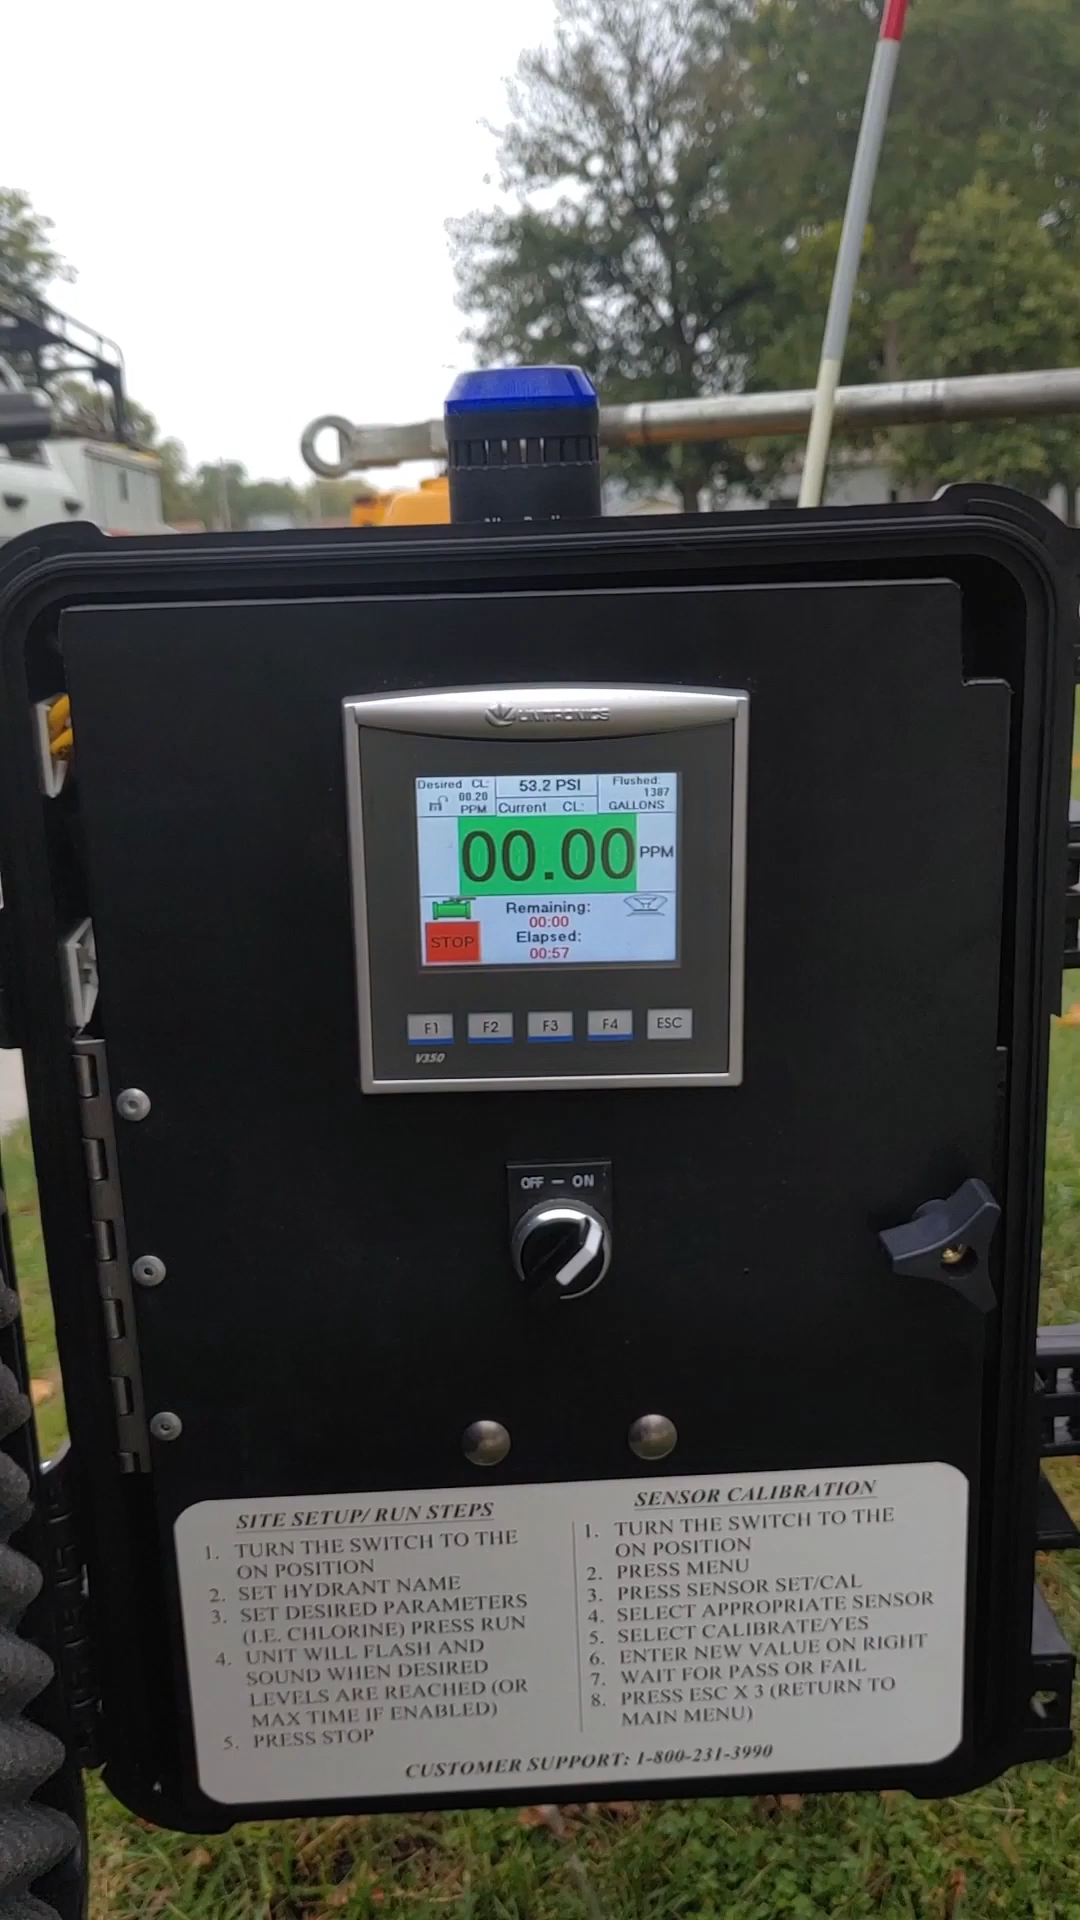 UNITRONICS
Desired CL:
00.20
PPM
53.2 PSI
Current CL:
Flushed:
1387
GALLONS
00.00 PPM
Remaining:
00:00
Elapsed:
00:57
STOP
F1 F2 F3 F4 ESC
V350
OFF — ON
SITE SETUP/ RUN STEPS
1. TURN THE SWITCH TO THE
ON POSITION
2. SET HYDRANT NAME
3. SET DESIRED PARAMETERS
(I.E. CHLORINE) PRESS RUN
4. UNIT WILL FLASH AND
SOUND WHEN DESIRED
LEVELS ARE REACHED (OR
MAX TIME IF ENABLED)
5. PRESS STOP
SENSOR CALIBRATION
1. TURN THE SWITCH TO THE
ON POSITION
2. PRESS MENU
3. PRESS SENSOR SET/CAL
4. SELECT APPROPRIATE SENSOR
5. SELECT CALIBRATE/YES
6. ENTER NEW VALUE ON RIGHT
7. WAIT FOR PASS OR FAIL
8. PRESS ESC X 3 (RETURN TO
MAIN MENU)
CUSTOMER SUPPORT: 1-800-231-3990